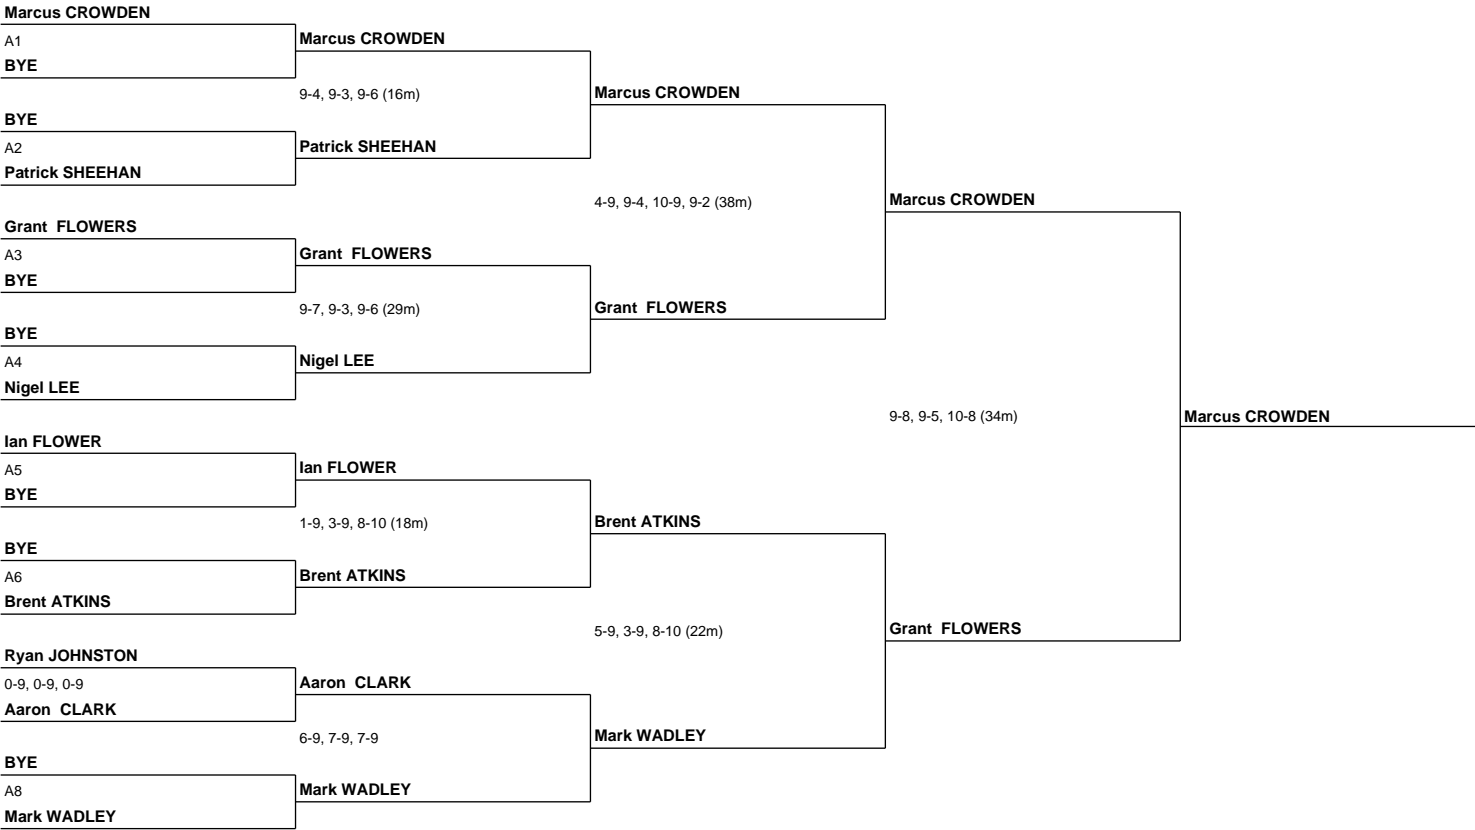 Marcus CROWDEN
A1
BYE
BYE
A2
Patrick SHEEHAN
Grant  FLOWERS
A3
BYE
BYE
A4
Nigel LEE
Ian FLOWER
A5
BYE
BYE
A6
Brent ATKINS
Ryan JOHNSTON
0-9, 0-9, 0-9
Aaron  CLARK
BYE
A8
Mark WADLEY
Marcus CROWDEN
9-4, 9-3, 9-6 (16m)
Patrick SHEEHAN
Grant  FLOWERS
9-7, 9-3, 9-6 (29m)
Nigel LEE
Ian FLOWER
1-9, 3-9, 8-10 (18m)
Brent ATKINS
Aaron  CLARK
6-9, 7-9, 7-9
Mark WADLEY
Marcus CROWDEN
4-9, 9-4, 10-9, 9-2 (38m)
Grant  FLOWERS
Brent ATKINS
5-9, 3-9, 8-10 (22m)
Mark WADLEY
Marcus CROWDEN
9-8, 9-5, 10-8 (34m)
Grant  FLOWERS
Marcus CROWDEN